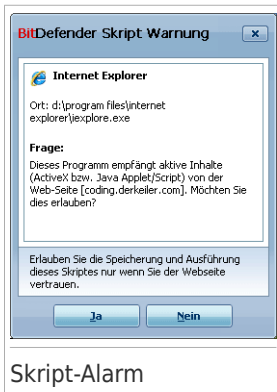 BitDefender Skript Warnung
Internet Explorer
Ort: d:\program files\internet
explorer\iexplore.exe
Frage:
Dieses Programm empfängt aktive Inhalte
(ActiveX bzw. Java Applet/Script) von der
Web-Seite [coding.derkeiler.com]. Möchten Sie
dies erlauben?
Erlauben Sie die Speicherung und Ausführung
dieses Skriptes nur wenn Sie der Webseite
vertrauen.
Ja
Nein
Skript-Alarm